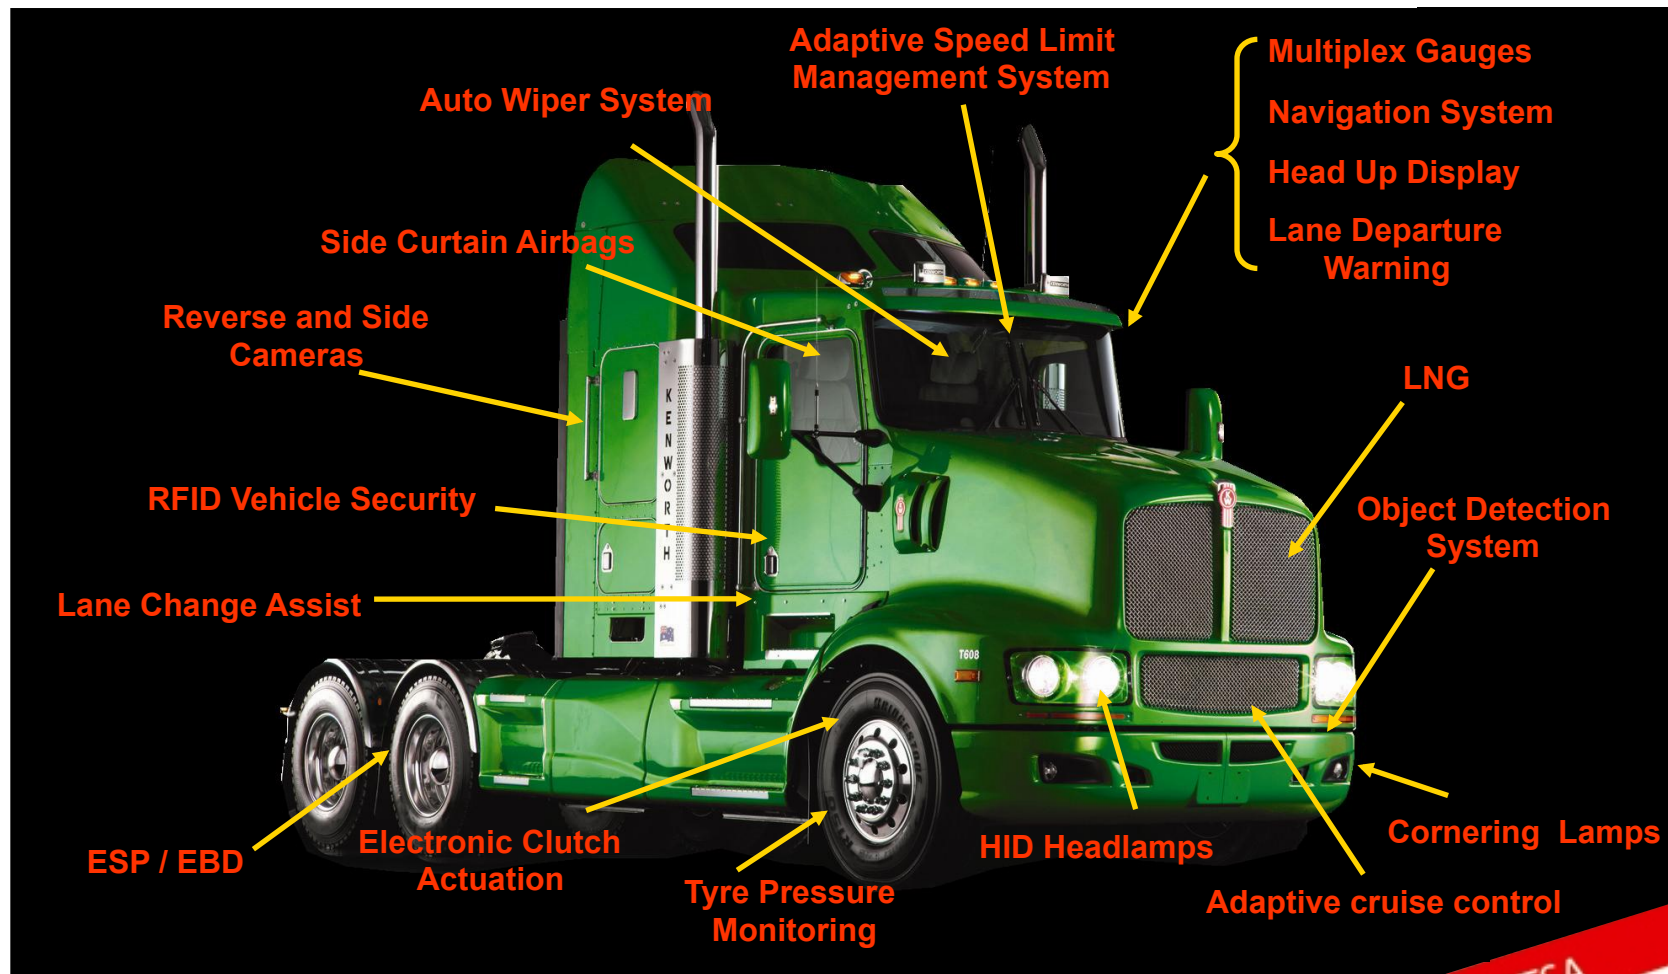 Adaptive Speed Limit
Management System
Multiplex Gauges
Navigation System
Head Up Display
Lane Departure
Warning
Auto Wiper System
Side Curtain Airbags
Reverse and Side
Cameras
LNG
KENWORTH
RFID Vehicle Security
Object Detection
System
Lane Change Assist
T608
BRIDGESTONE
ESP / EBD
Electronic Clutch
Actuation
Tyre Pressure
Monitoring
HID Headlamps
Cornering Lamps
Adaptive cruise control